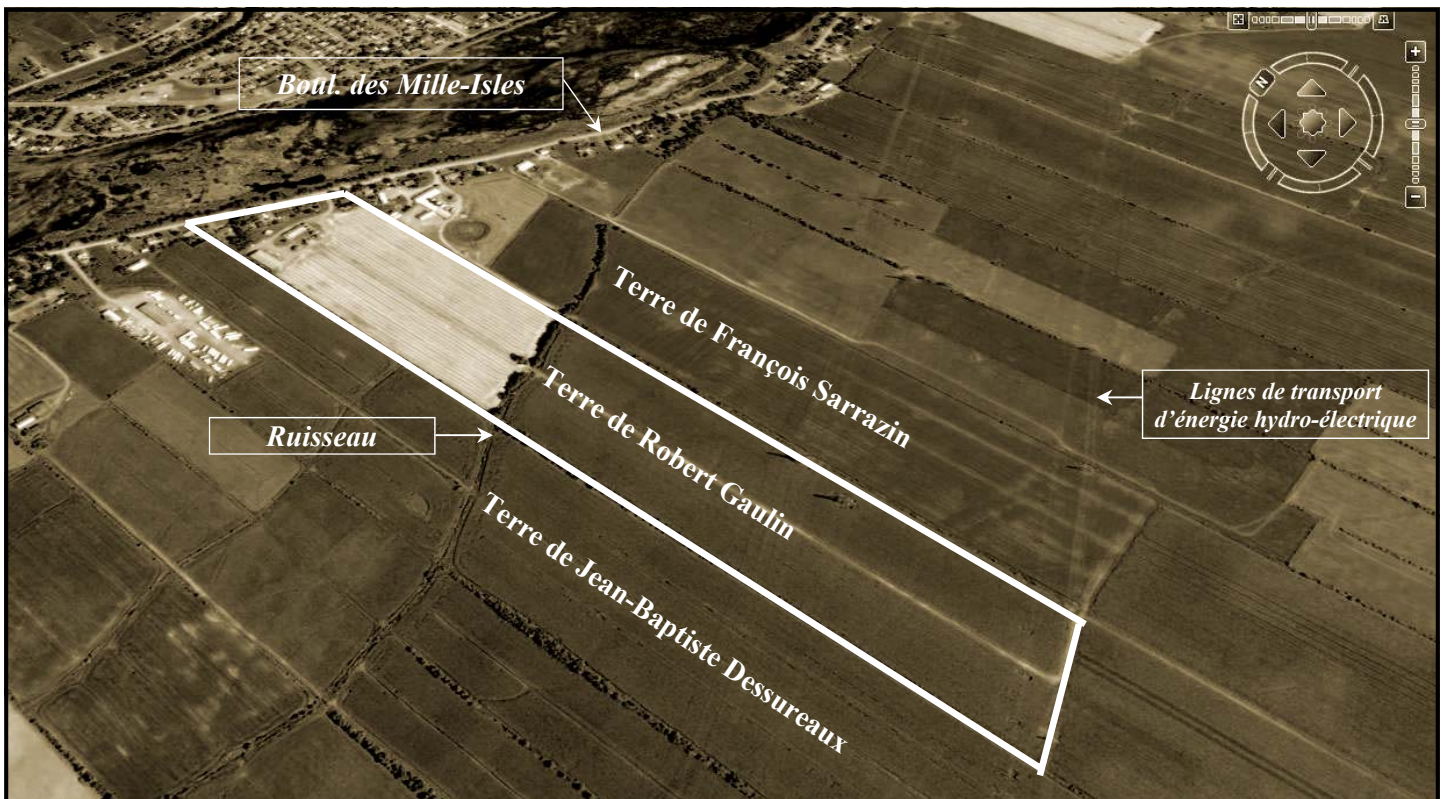 Boul. des Mille-Isles
N
Terre de François Sarrazin
Lignes de transport
d'énergie hydro-électrique
Terre de Robert Gaulin
Ruisseau
Terre de Jean-Baptiste Dessureaux